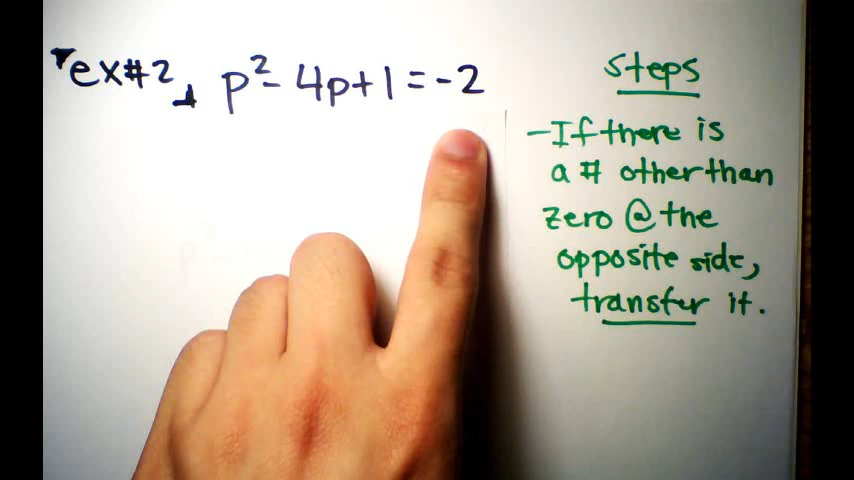 ex#2 p²-4p+1=-2
Steps
-If there is
a # other than
zero @ the
opposite side,
transfer it.